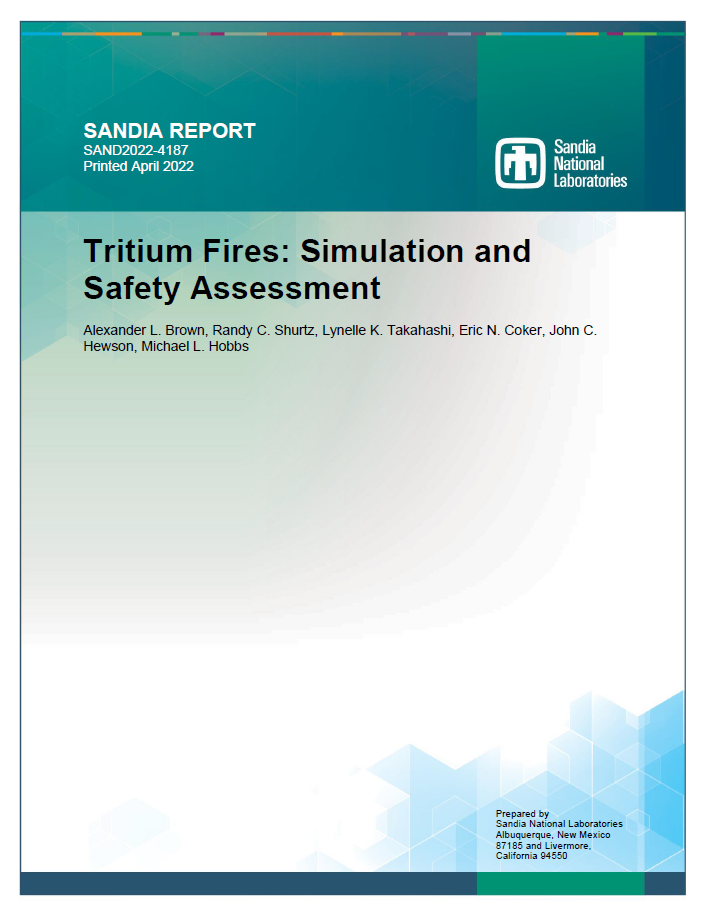 SANDIA REPORT
SAND2022-4187
Printed April 2022
Sandia
National
Laboratories
Tritium Fires: Simulation and
Safety Assessment
Alexander L. Brown, Randy C. Shurtz, Lynelle K. Takahashi, Eric N. Coker, John C.
Hewson, Michael L. Hobbs
Prepared by
Sandia National Laboratories
Albuquerque, New Mexico
87185 and Livermore,
California 94550